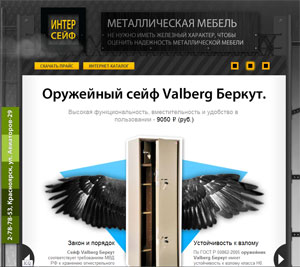 ИНТЕР
СЕЙФ
МЕТАЛЛИЧЕСКАЯ МЕБЕЛЬ
НЕ НУЖНО ИМЕТЬ ЖЕЛЕЗНЫЙ ХАРАКТЕР, ЧТОБЫ
ОЦЕНИТЬ НАДЕЖНОСТЬ МЕТАЛЛИЧЕСКОЙ МЕБЕЛИ
СКАЧАТЬ ПРАЙС
ИНТЕРНЕТ-КАТАЛОГ
Оружейный сейф Valberg Беркут.
Высокая функциональность, вместительность и удобство в
пользовании - 9050 Р (руб.)
2-78-78-53, Красноярск, ул. Авиаторов-29
Закон и порядок
Сейф Valberg Беркут
соответствует требованиям МВД
РФ к хранению огнестрельного
Устойчивость к взлому
По ГОСТ Р 50862-2005 оружейные
сейфы Valberg Беркут имеет
устойчивость к взлому класса Н0.